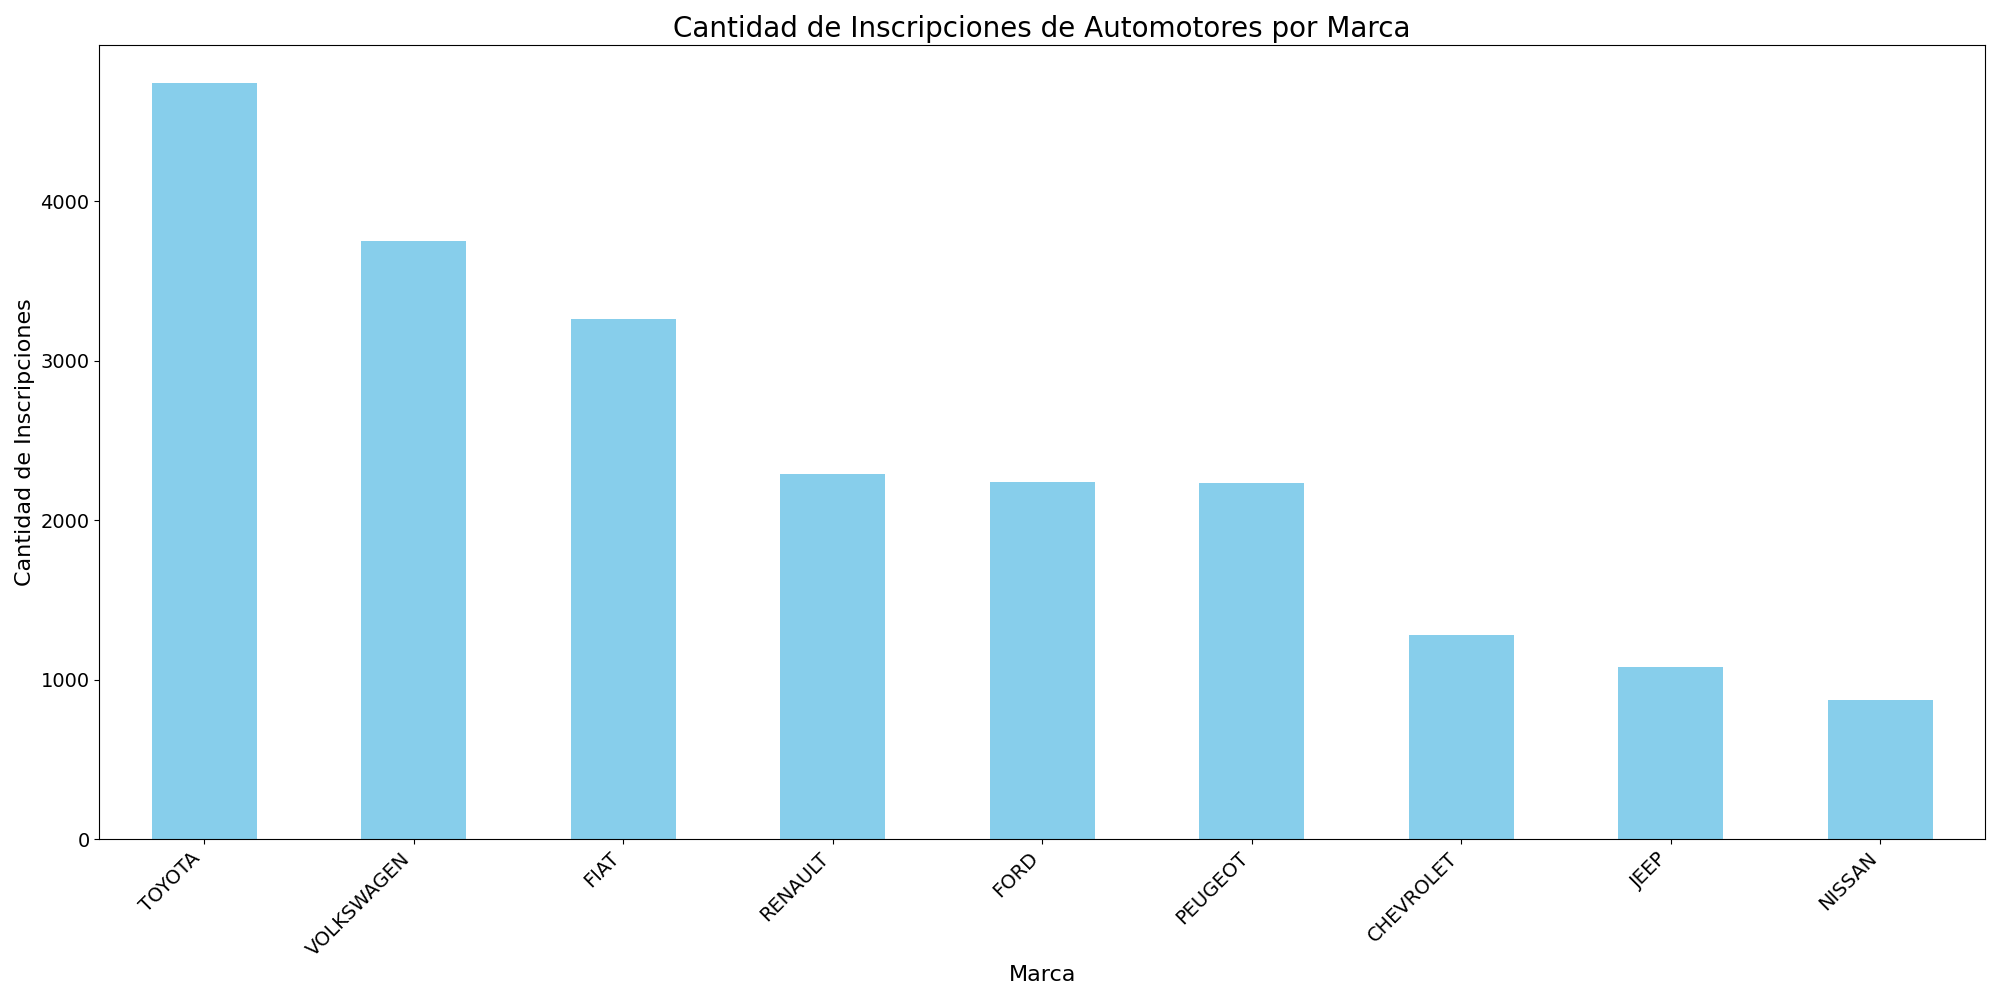 Cantidad de Inscripciones de Automotores por Marca
Cantidad de Inscripciones
4000
3000
2000
1000
0
TOYOTA
VOLKSWAGEN
FIAT
RENAULT
FORD
PEUGEOT
CHEVROLET
JEEP
NISSAN
Marca